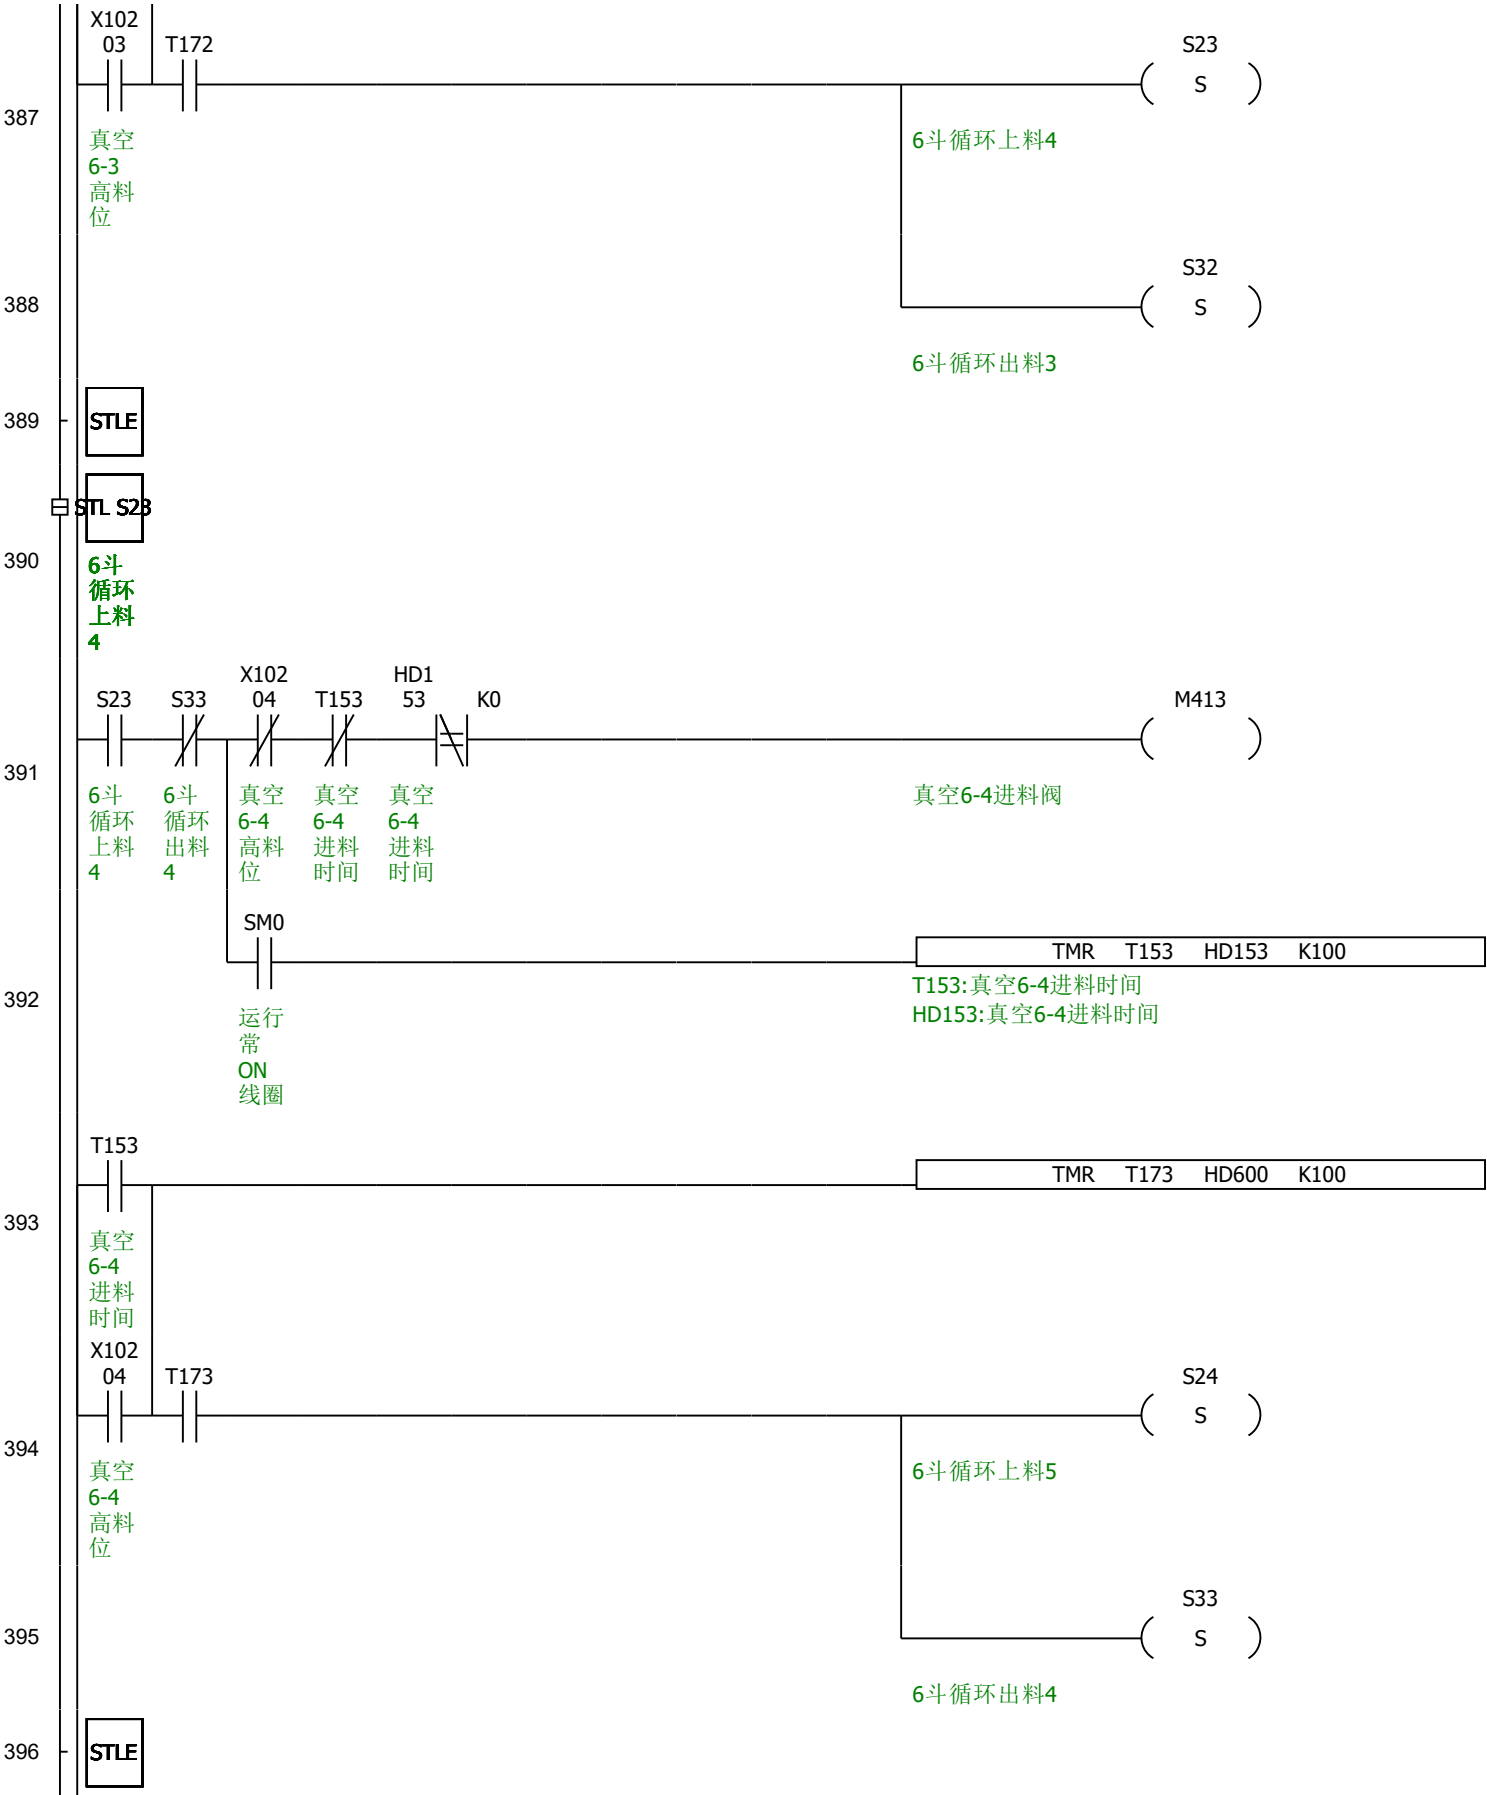 X102
03 T172 S23
S
387
真空
6-3
高料
位
6斗循环上料4
S32
388 S
6斗循环出料3
389 STLE
STL S23
390
6斗
循环
上料
4
X102 HD1
S23 S33 04 T153 53 K0 M413
391
6斗 6斗 真空 真空 真空 真空6-4进料阀
循环 循环 6-4 6-4 6-4
上料 出料 高料 进料 进料
4 4 位 时间 时间
SM0
TMR T153 HD153 K100
392
T153:真空6-4进料时间
HD153:真空6-4进料时间
运行
常
ON
线圈
T153
TMR T173 HD600 K100
393
真空
6-4
进料
时间
X102
04 T173 S24
S
394
真空
6-4
高料
位
6斗循环上料5
S33
395 S
6斗循环出料4
396 STLE